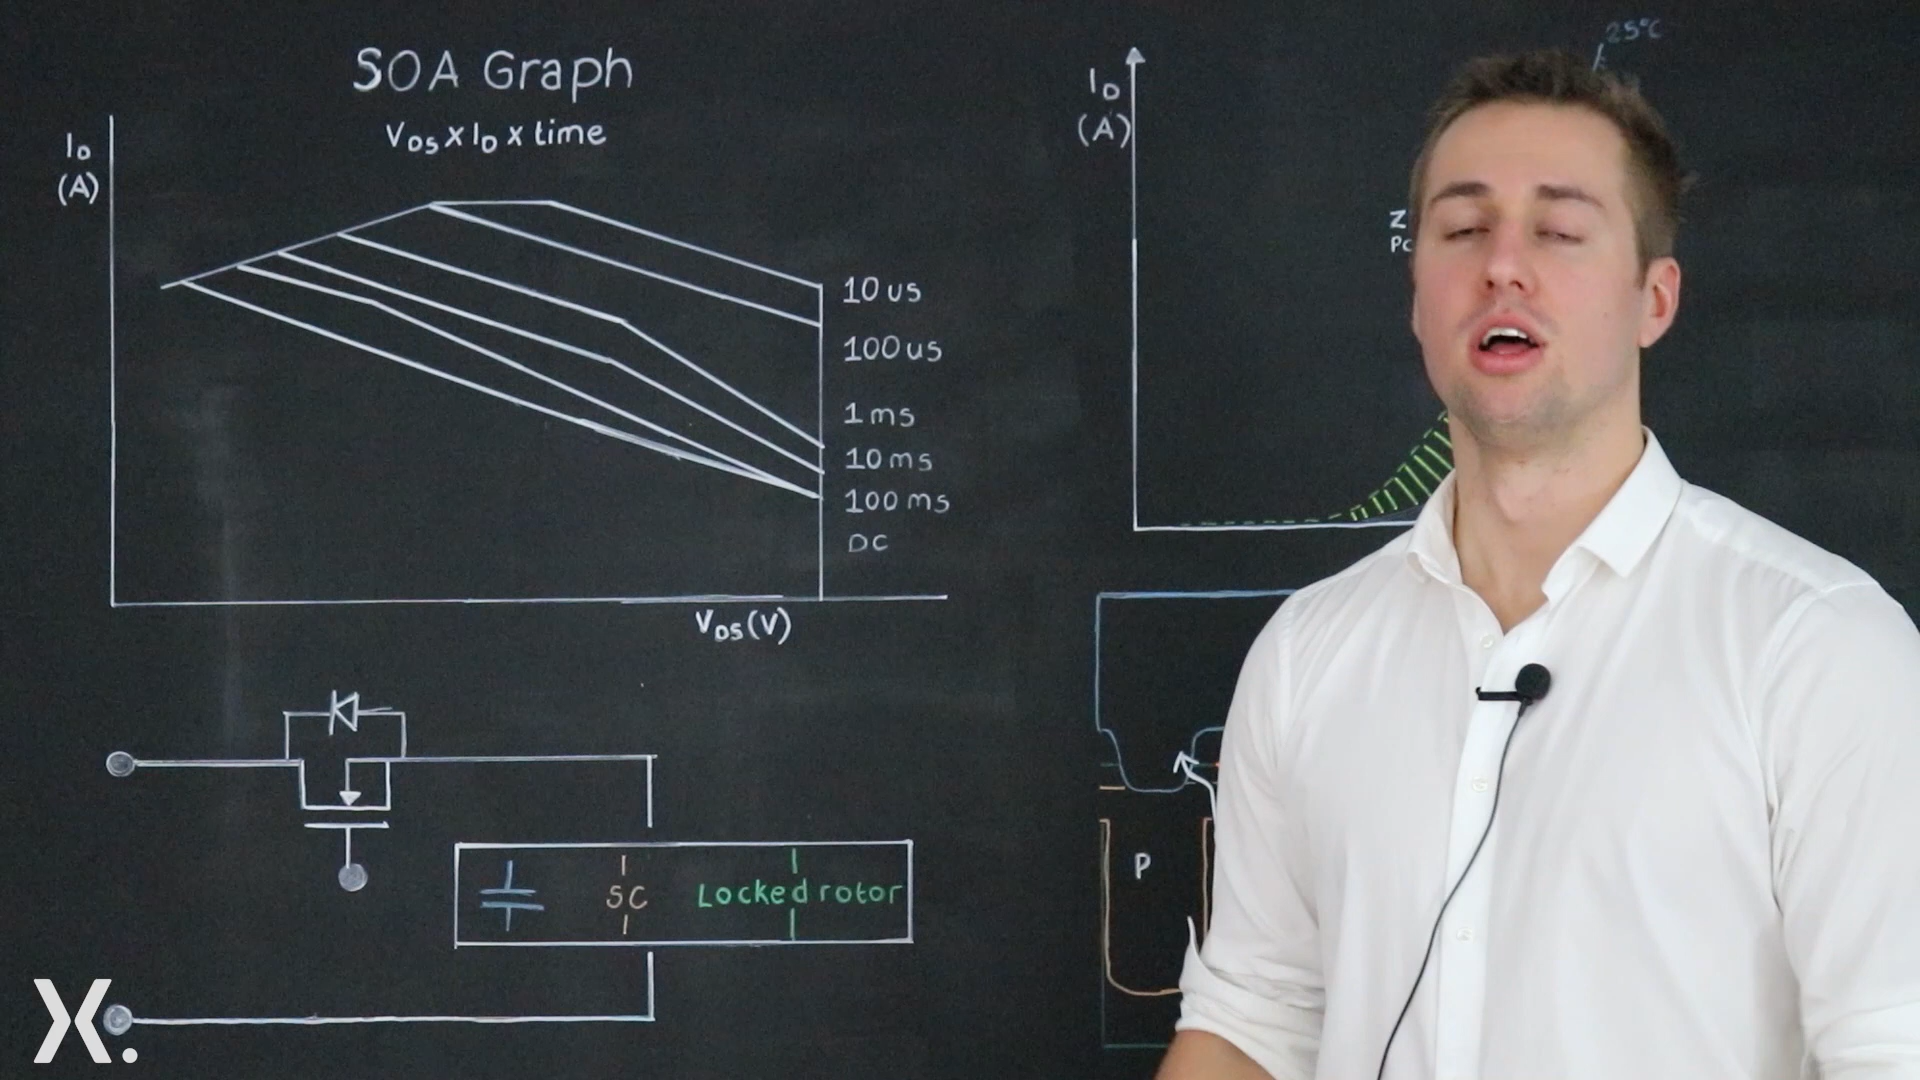 SOA Graph
VDS x ID x time
ID
(A)
10 us
100 us
1 ms
10 ms
100 ms
DC
VDS (V)
SC
Locked rotor
X.
25°C
ID
(A)
P